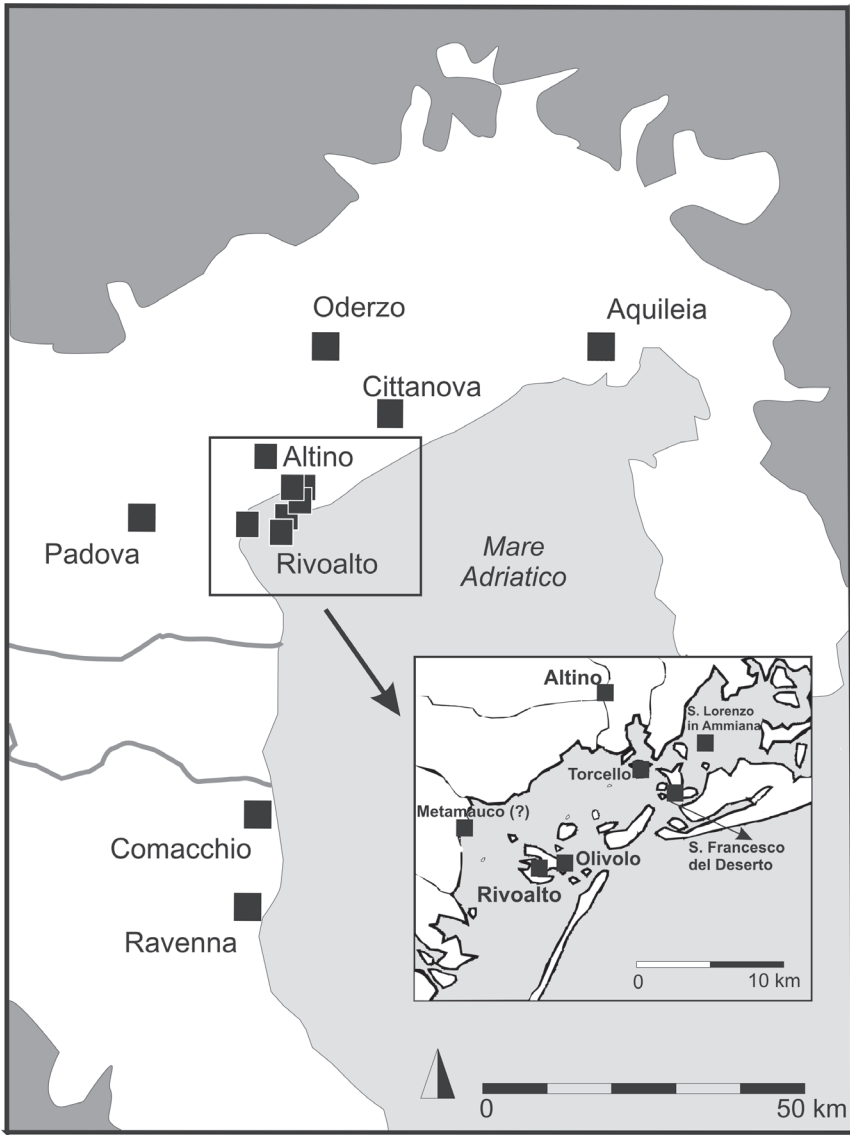 Oderzo
Aquileia
Cittanova
Altino
Padova
Rivoalto
Mare
Adriatico
Comacchio
Ravenna
Altino
S. Lorenzo
in Ammiana
Torcello
Metamauco (?)
S. Francesco
del Deserto
Olivolo
Rivoalto
0 10 km
0 50 km